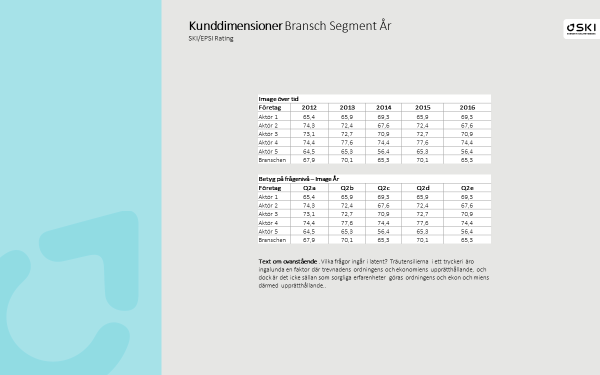 Kunddimensioner Bransch Segment År
SKI/EPSI Rating
SKI
Image över tid
Företag 2012 2013 2014 2015 2016
Aktör 1 65,4 65,9 69,3 65,9 69,3
Aktör 2 74,3 72,4 67,6 72,4 67,6
Aktör 3 75,1 72,7 70,9 72,7 70,9
Aktör 4 74,4 77,6 74,4 77,6 74,4
Aktör 5 64,5 65,3 56,4 65,3 56,4
Branschen 67,9 70,1 65,3 70,1 65,3
Betyg på frågenivå – Image År
Företag Q2a Q2b Q2c Q2d Q2e
Aktör 1 65,4 65,9 69,3 65,9 69,3
Aktör 2 74,3 72,4 67,6 72,4 67,6
Aktör 3 75,1 72,7 70,9 72,7 70,9
Aktör 4 74,4 77,6 74,4 77,6 74,4
Aktör 5 64,5 65,3 56,4 65,3 56,4
Branschen 67,9 70,1 65,3 70,1 65,3
Text om ovanstående : Vilka frågor ingår i latent? Träutensilierna i ett tryckeri äro
ingalunda en faktor där trevnadens ordningens och ekonomiens upprätthållande, och
dock är det icke sällan som sorgliga erfarenheter göras ordningens och ekon och miens
därmed upprätthållande..